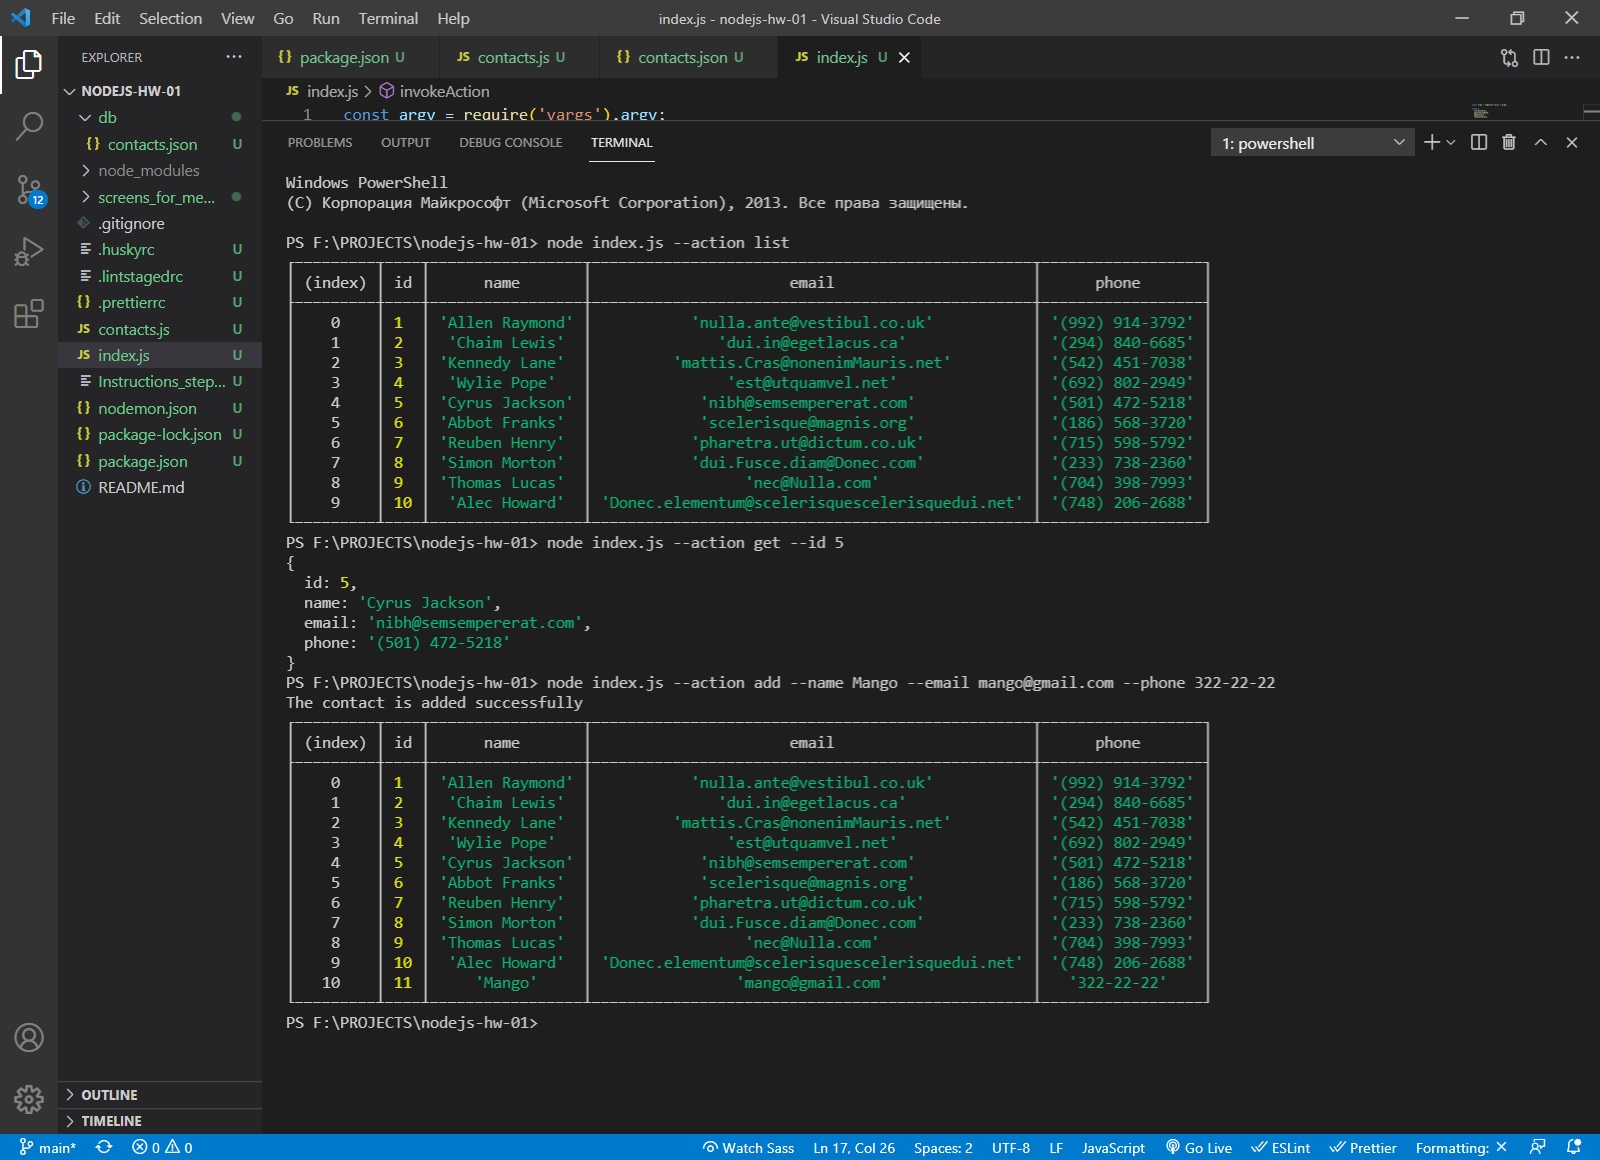 File Edit Selection View Go Run Terminal Help
index.js - nodejs-hw-01 - Visual Studio Code
EXPLORER
NODEJS-HW-01
db
contacts.json U
node_modules
screens_for_me...
.gitignore
.huskyrc U
.lintstagedrc U
.prettierrc U
contacts.js U
index.js U
Instructions_step... U
nodemon.json U
package-lock.json U
package.json U
README.md
OUTLINE
TIMELINE
12
{} package.json U
JS contacts.js U
{} contacts.json U
JS index.js U
JS index.js > invokeAction
1 const argv = require('yargs').argv;
PROBLEMS OUTPUT DEBUG CONSOLE TERMINAL
1: powershell
Windows PowerShell
(C) Корпорация Майкрософт (Microsoft Corporation), 2013. Все права защищены.
PS F:\PROJECTS\nodejs-hw-01> node index.js --action list
(index) id name email phone
0 1 'Allen Raymond' 'nulla.ante@vestibul.co.uk' '(992) 914-3792'
1 2 'Chaim Lewis' 'dui.in@egetlacus.ca' '(294) 840-6685'
2 3 'Kennedy Lane' 'mattis.Cras@nonenimMauris.net' '(542) 451-7038'
3 4 'Wylie Pope' 'est@utquamvel.net' '(692) 802-2949'
4 5 'Cyrus Jackson' 'nibh@semsempererat.com' '(501) 472-5218'
5 6 'Abbot Franks' 'scelerisque@magnis.org' '(186) 568-3720'
6 7 'Reuben Henry' 'pharetra.ut@dictum.co.uk' '(715) 598-5792'
7 8 'Simon Morton' 'dui.Fusce.diam@Donec.com' '(233) 738-2360'
8 9 'Thomas Lucas' 'nec@Nulla.com' '(704) 398-7993'
9 10 'Alec Howard' 'Donec.elementum@scelerisquescelerisquedui.net' '(748) 206-2688'
PS F:\PROJECTS\nodejs-hw-01> node index.js --action get --id 5
{
id: 5,
name: 'Cyrus Jackson',
email: 'nibh@semsempererat.com',
phone: '(501) 472-5218'
}
PS F:\PROJECTS\nodejs-hw-01> node index.js --action add --name Mango --email mango@gmail.com --phone 322-22-22
The contact is added successfully
(index) id name email phone
0 1 'Allen Raymond' 'nulla.ante@vestibul.co.uk' '(992) 914-3792'
1 2 'Chaim Lewis' 'dui.in@egetlacus.ca' '(294) 840-6685'
2 3 'Kennedy Lane' 'mattis.Cras@nonenimMauris.net' '(542) 451-7038'
3 4 'Wylie Pope' 'est@utquamvel.net' '(692) 802-2949'
4 5 'Cyrus Jackson' 'nibh@semsempererat.com' '(501) 472-5218'
5 6 'Abbot Franks' 'scelerisque@magnis.org' '(186) 568-3720'
6 7 'Reuben Henry' 'pharetra.ut@dictum.co.uk' '(715) 598-5792'
7 8 'Simon Morton' 'dui.Fusce.diam@Donec.com' '(233) 738-2360'
8 9 'Thomas Lucas' 'nec@Nulla.com' '(704) 398-7993'
9 10 'Alec Howard' 'Donec.elementum@scelerisquescelerisquedui.net' '(748) 206-2688'
10 11 'Mango' 'mango@gmail.com' '322-22-22'
PS F:\PROJECTS\nodejs-hw-01>
main* 0 0 Watch Sass Ln 17, Col 26 Spaces: 2 UTF-8 LF JavaScript Go Live ESLint Prettier Formatting: ×